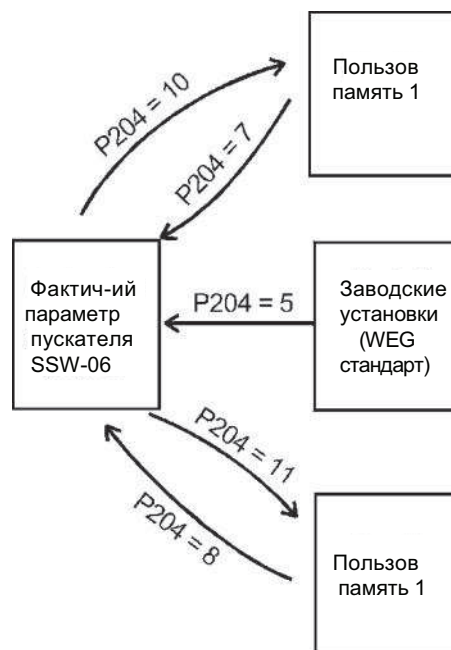 Пользов
память 1
P204 = 10
P204 = 7
Фактич-ий
параметр
пускателя
SSW-06
P204 = 5
Заводские
установки
(WEG
стандарт)
P204 = 11
P204 = 8
Пользов
память 1